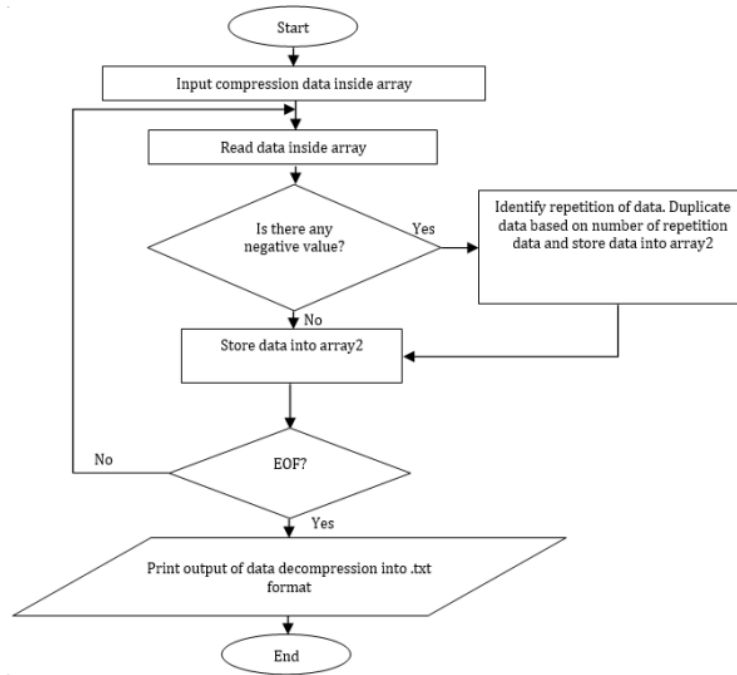 Start
Input compression data inside array
Read data inside array
Is there any
negative value?
Yes
Identify repetition of data. Duplicate
data based on number of repetition
data and store data into array2
No
Store data into array2
No
EOF?
Yes
Print output of data decompression into .txt
format
End